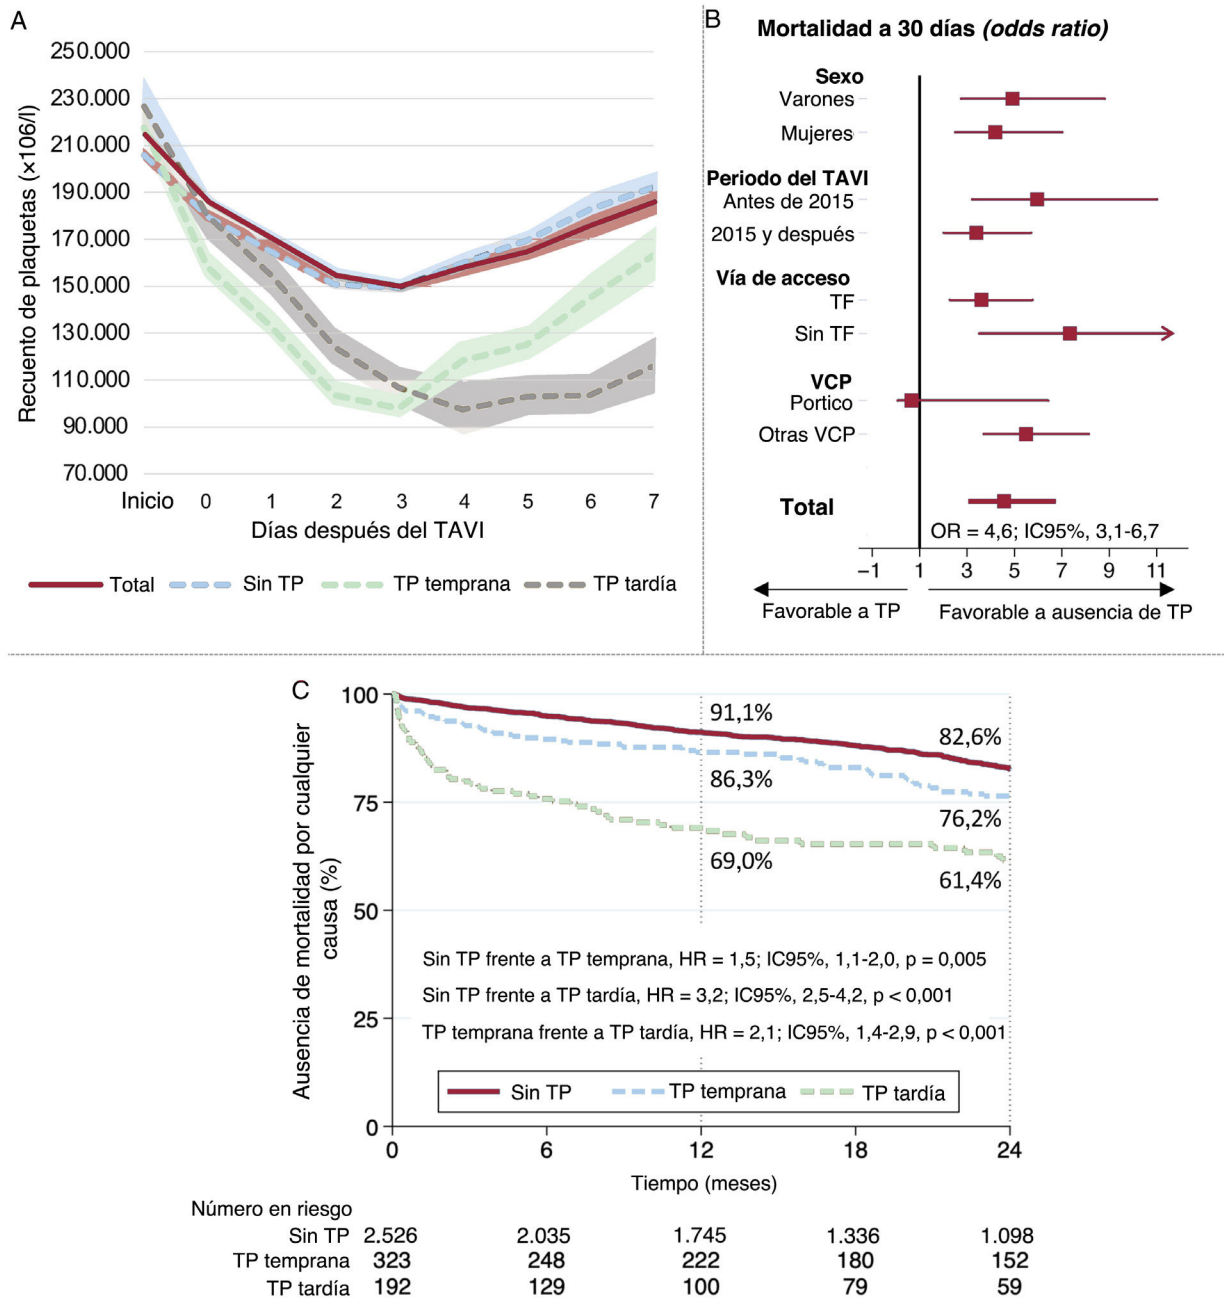 A
250.000
230.000
210.000
190.000
170.000
150.000
130.000
110.000
90.000
70.000
Recuento de plaquetas (×106/l)
Inicio 0 1 2 3 4 5 6 7
Días después del TAVI
Total Sin TP TP temprana TP tardía
B
Mortalidad a 30 días (odds ratio)
Sexo
Varones
Mujeres
Periodo del TAVI
Antes de 2015
2015 y después
Vía de acceso
TF
Sin TF
VCP
Portico
Otras VCP
Total
OR = 4,6; IC95%, 3,1-6,7
−1 1 3 5 7 9 11
Favorable a TP
Favorable a ausencia de TP
C
Ausencia de mortalidad por cualquier
causa (%)
100
75
50
25
0
91,1%
82,6%
86,3%
76,2%
69,0%
61,4%
Sin TP frente a TP temprana, HR = 1,5; IC95%, 1,1-2,0, p = 0,005
Sin TP frente a TP tardía, HR = 3,2; IC95%, 2,5-4,2, p < 0,001
TP temprana frente a TP tardía, HR = 2,1; IC95%, 1,4-2,9, p < 0,001
Sin TP TP temprana TP tardía
0 6 12 18 24
Tiempo (meses)
Número en riesgo
Sin TP 2.526 2.035 1.745 1.336 1.098
TP temprana 323 248 222 180 152
TP tardía 192 129 100 79 59